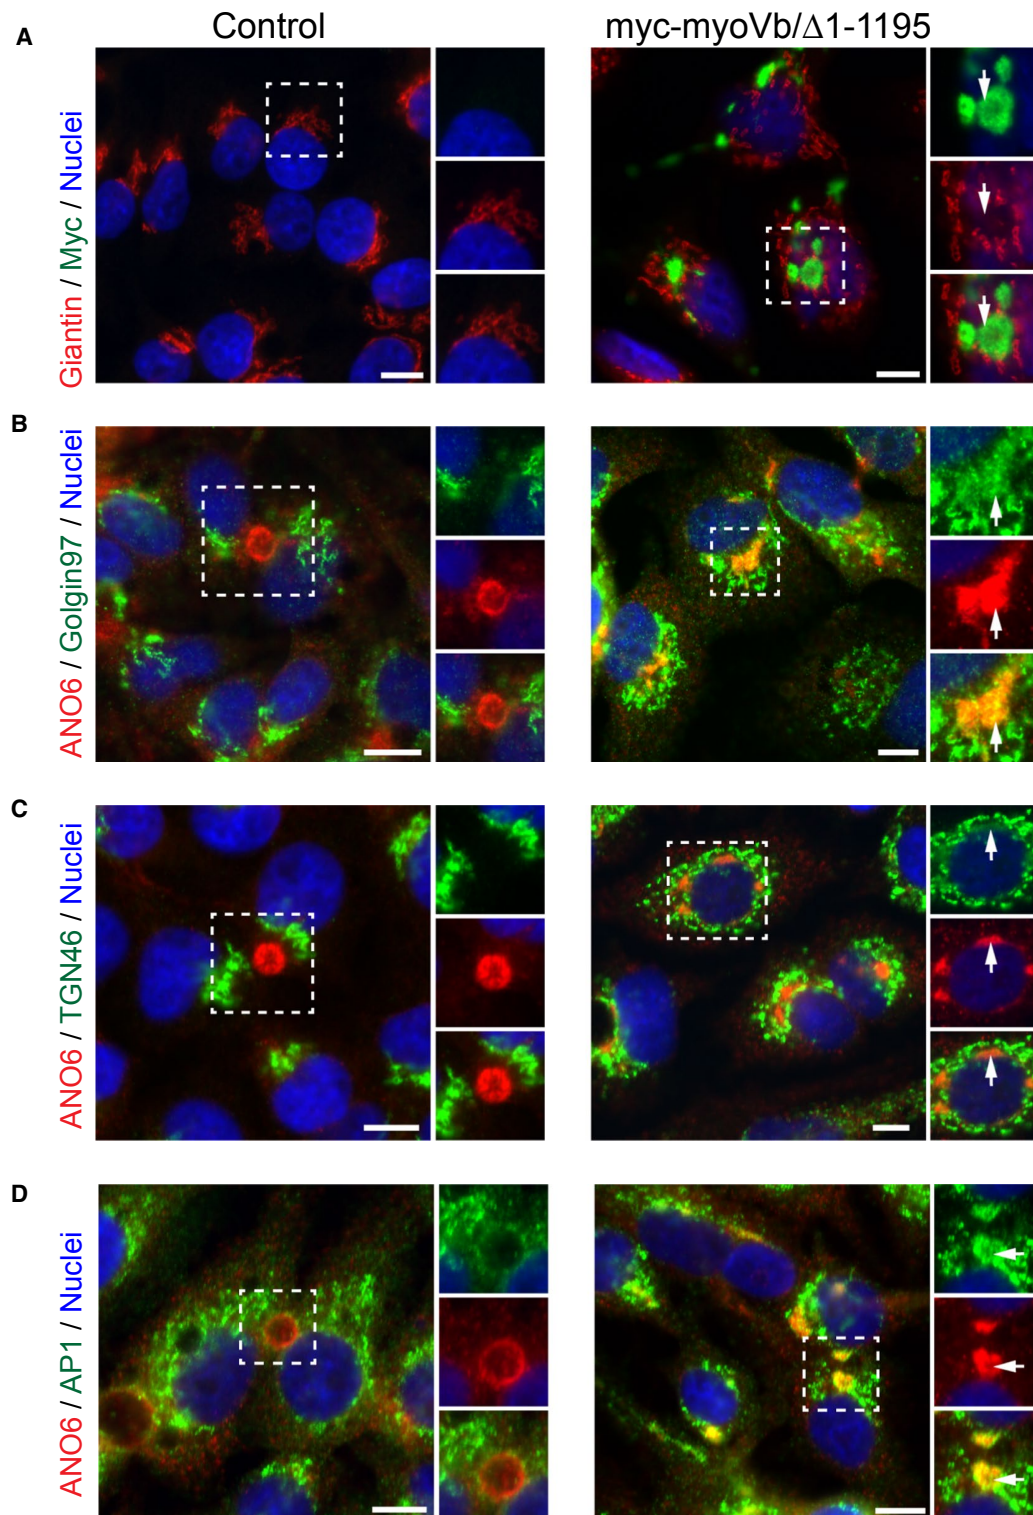 Control
myc-myoVb/Δ1-1195
A
Giantin / Myc / Nuclei
B
ANO6 / Golgin97 / Nuclei
C
ANO6 / TGN46 / Nuclei
D
ANO6 / AP1 / Nuclei